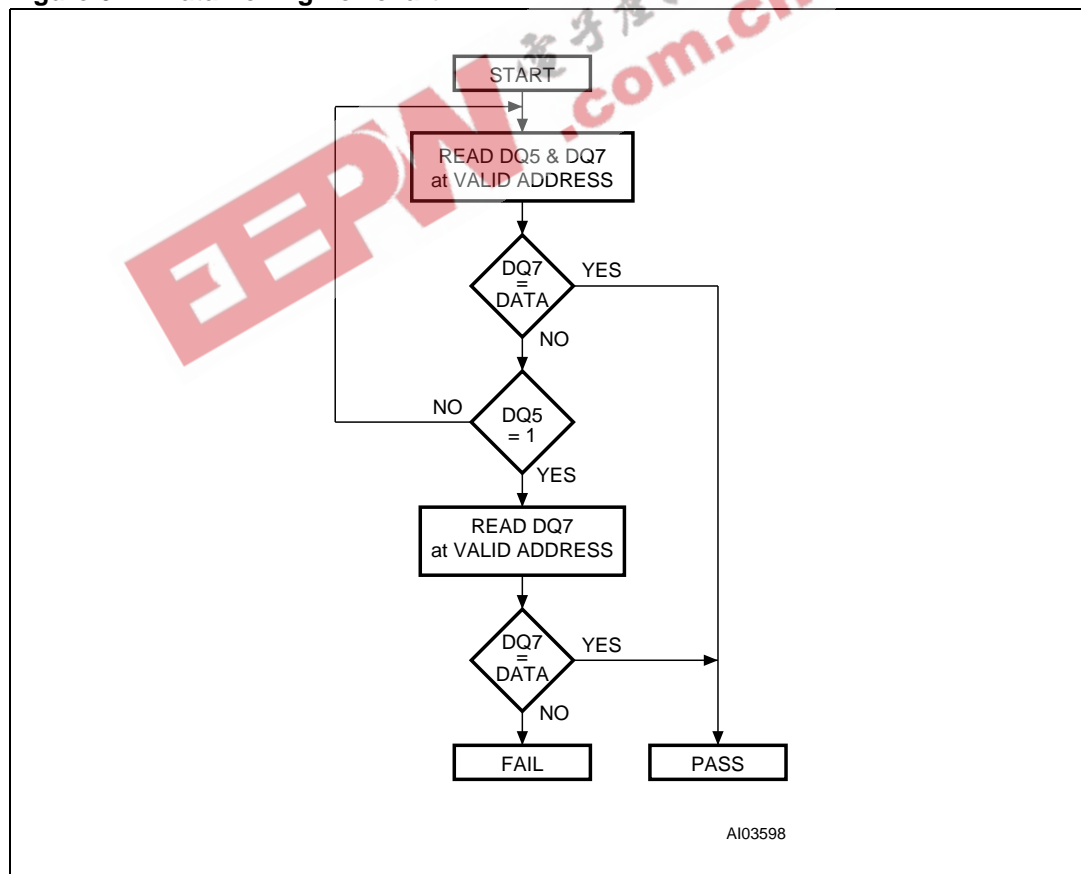 START
READ DQ5 & DQ7
at VALID ADDRESS
DQ7
=
DATA
YES
NO
DQ5
= 1
NO
YES
READ DQ7
at VALID ADDRESS
DQ7
=
DATA
YES
NO
FAIL
PASS
AI03598
EEPW
.com.cn